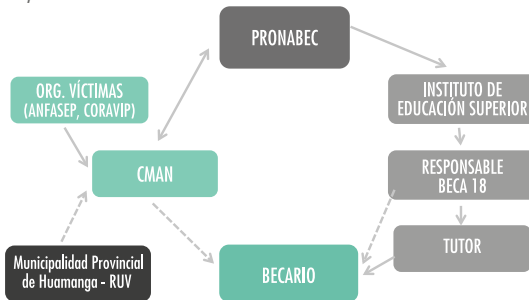 PRONABEC
ORG. VÍCTIMAS
(ANFASEP, CORAVIP)
INSTITUTO DE
EDUCACIÓN SUPERIOR
CMAN
RESPONSABLE
BECA 18
Municipalidad Provincial
de Huamanga - RUV
BECARIO
TUTOR